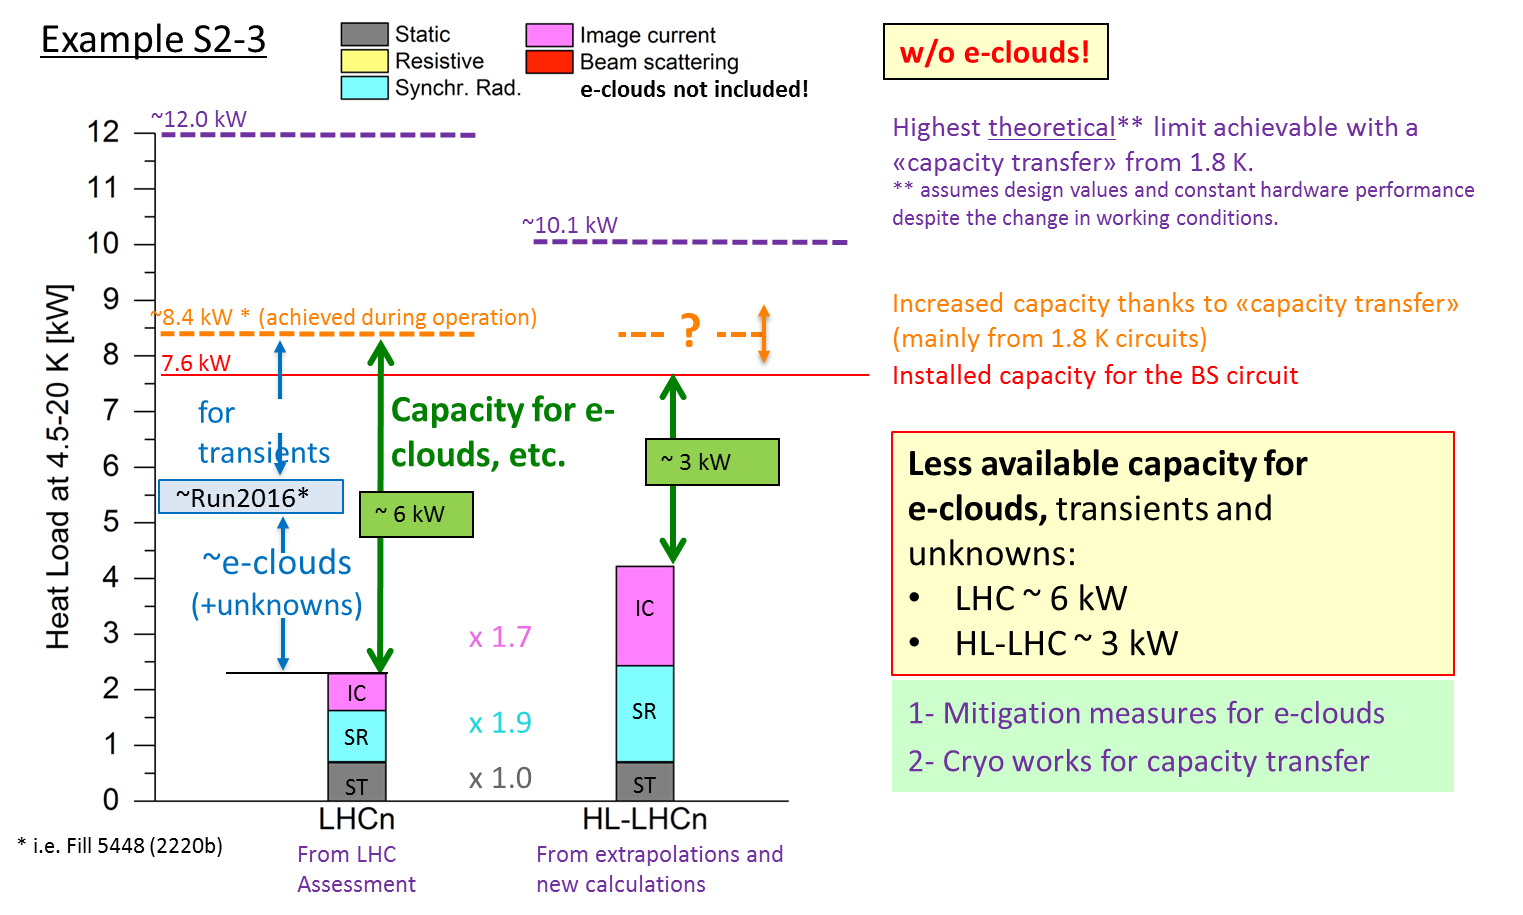 Example S2-3
Static
Resistive
Synchr. Rad.
Image current
Beam scattering
e-clouds not included!
w/o e-clouds!
Heat Load at 4.5-20 K [kW]
12
11
10
9
8
7
6
5
4
3
2
1
0
~12.0 kW
~10.1 kW
~8.4 kW * (achieved during operation)
?
7.6 kW
for
transients
~Run2016*
~e-clouds
(+unknowns)
Capacity for e-
clouds, etc.
~ 6 kW
~ 3 kW
IC
SR
ST
x 1.7
x 1.9
x 1.0
IC
SR
ST
LHCn
HL-LHCn
* i.e. Fill 5448 (2220b)
From LHC
Assessment
From extrapolations and
new calculations
Highest theoretical** limit achievable with a
«capacity transfer» from 1.8 K.
** assumes design values and constant hardware performance
despite the change in working conditions.
Increased capacity thanks to «capacity transfer»
(mainly from 1.8 K circuits)
Installed capacity for the BS circuit
Less available capacity for
e-clouds, transients and
unknowns:
• LHC ~ 6 kW
• HL-LHC ~ 3 kW
1- Mitigation measures for e-clouds
2- Cryo works for capacity transfer